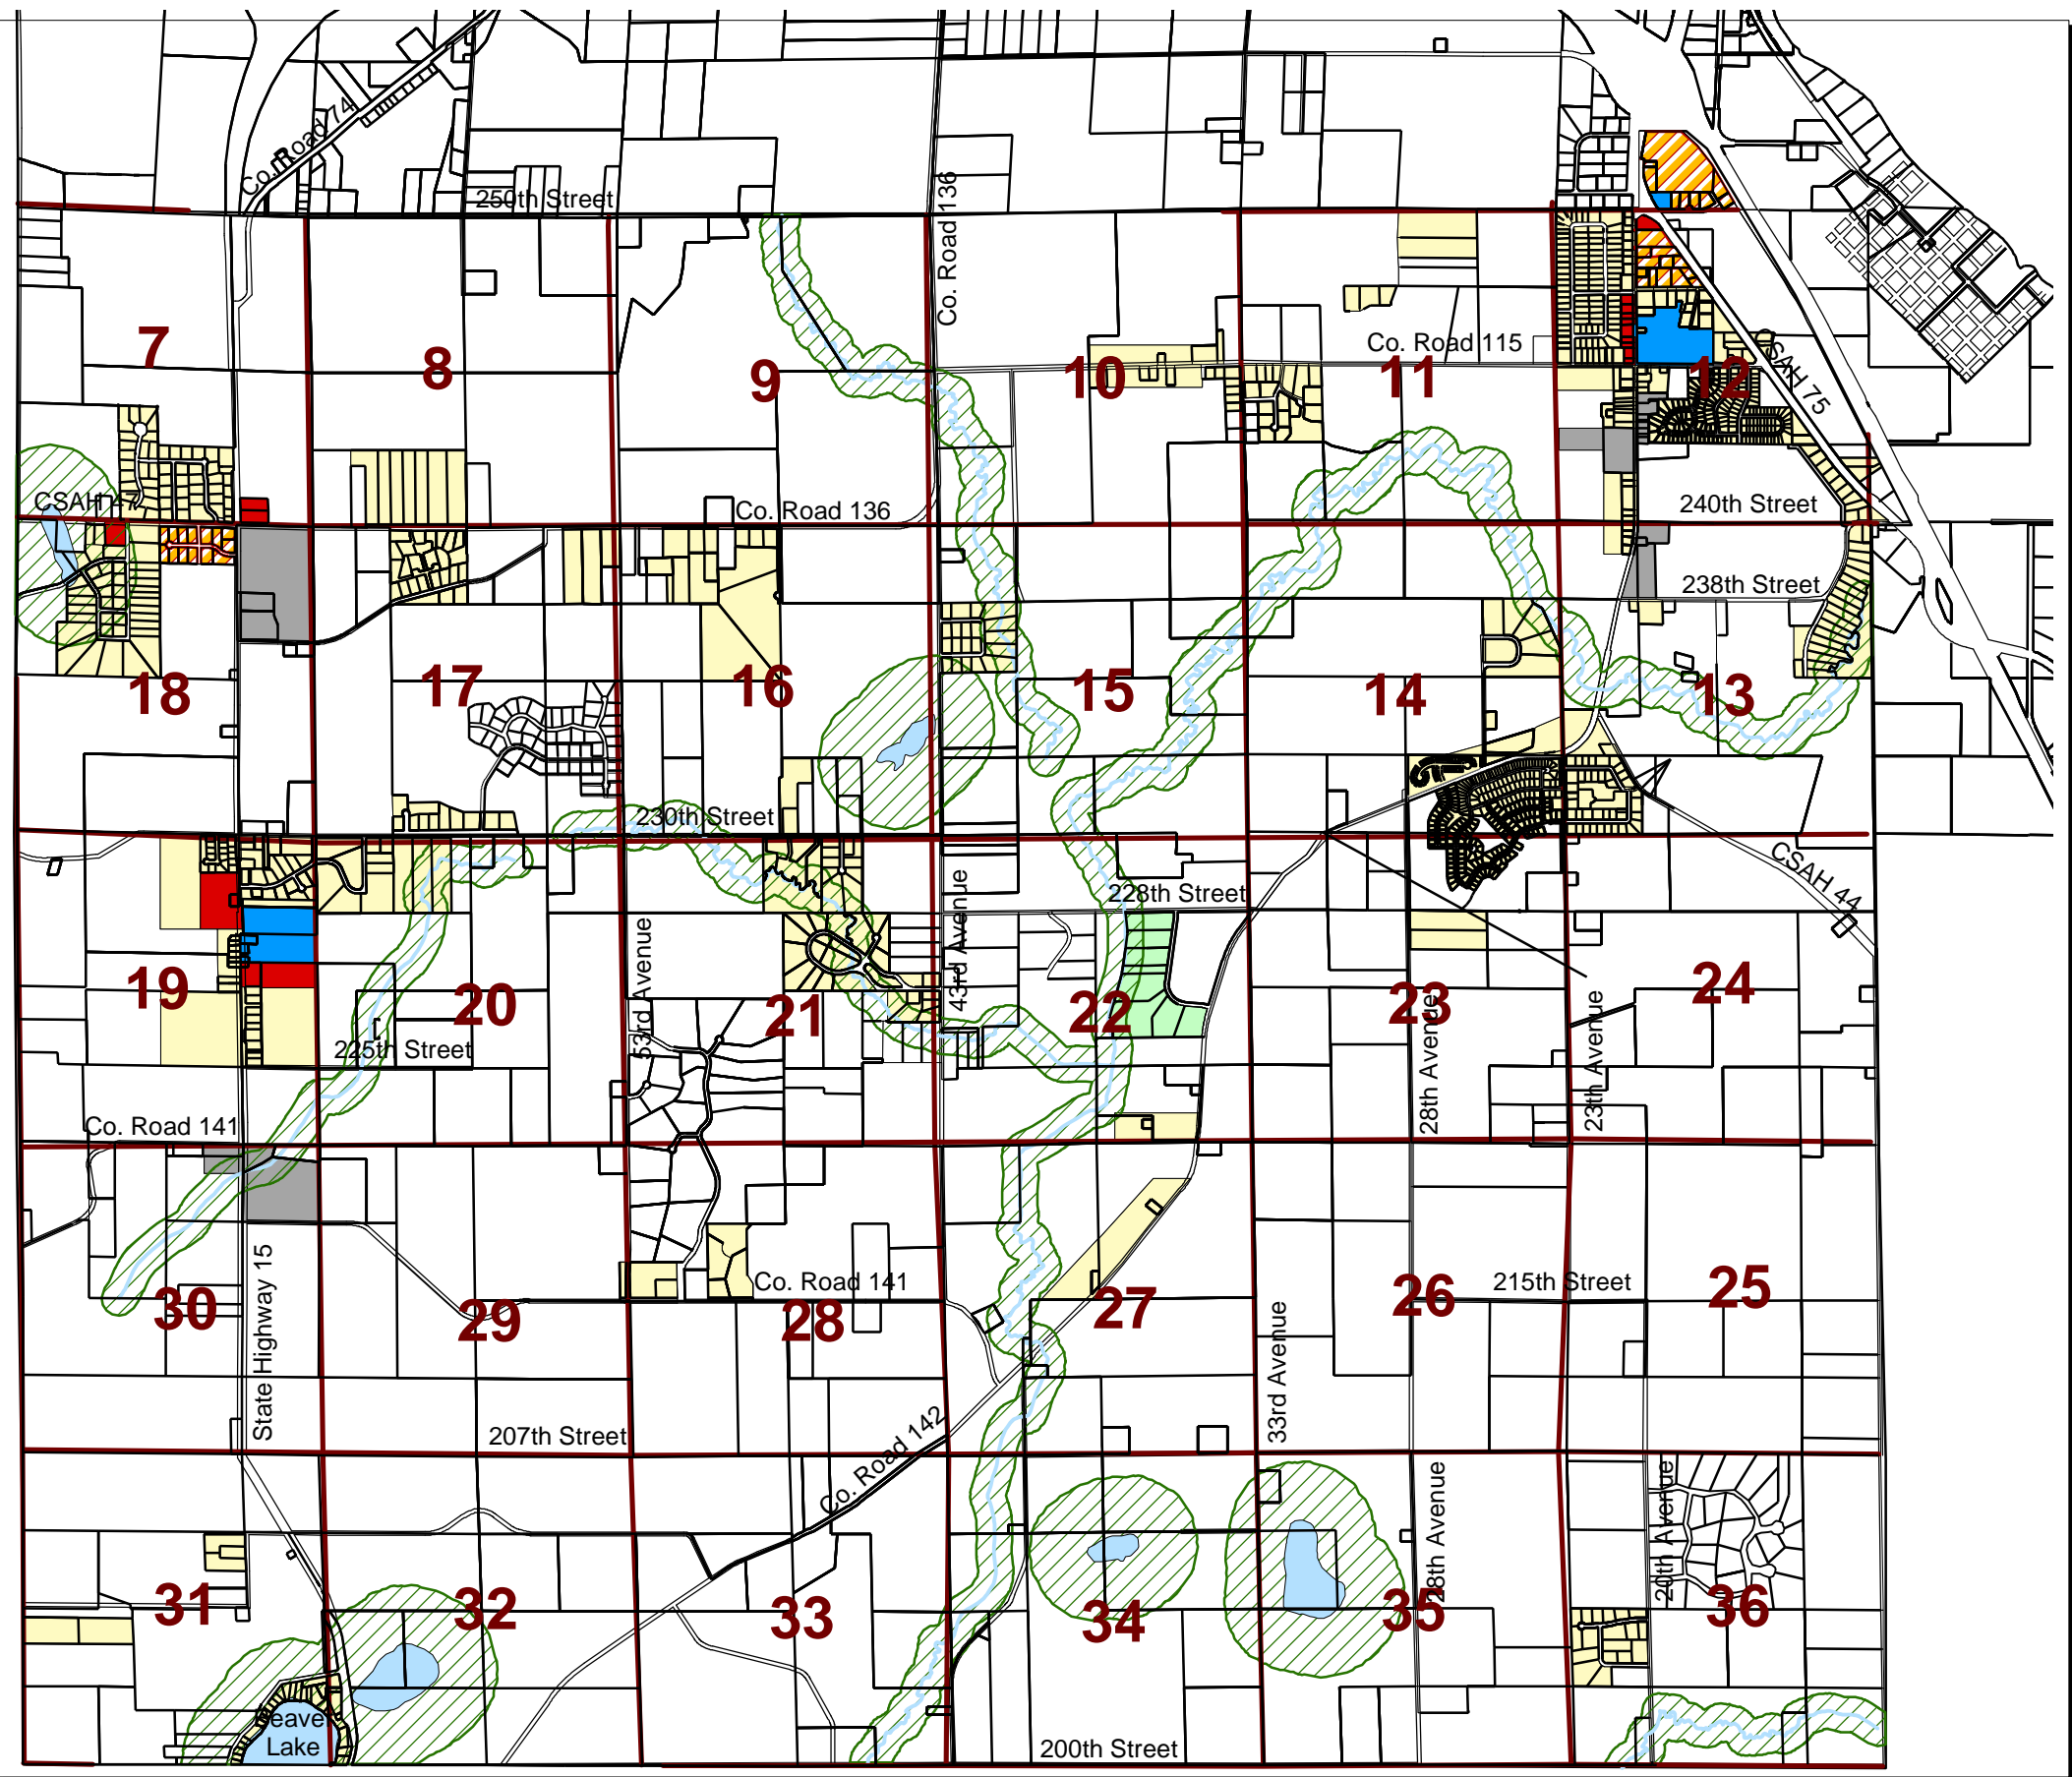 Co. Road 74
250th Street
Co. Road 136
7
8
9
10
Co. Road 115
11
12
CSAH 75
CSAH 47
Co. Road 136
240th Street
238th Street
18
17
16
15
14
13
230th Street
CSAH 44
228th Street
53rd Avenue
43rd Avenue
19
20
21
22
23
24
28th Avenue
23th Avenue
225th Street
Co. Road 141
State Highway 15
30
29
28
Co. Road 141
27
33rd Avenue
26
215th Street
25
207th Street
Co. Road 142
28th Avenue
20th Avenue
31
32
33
34
35
36
Beaver
Lake
200th Street